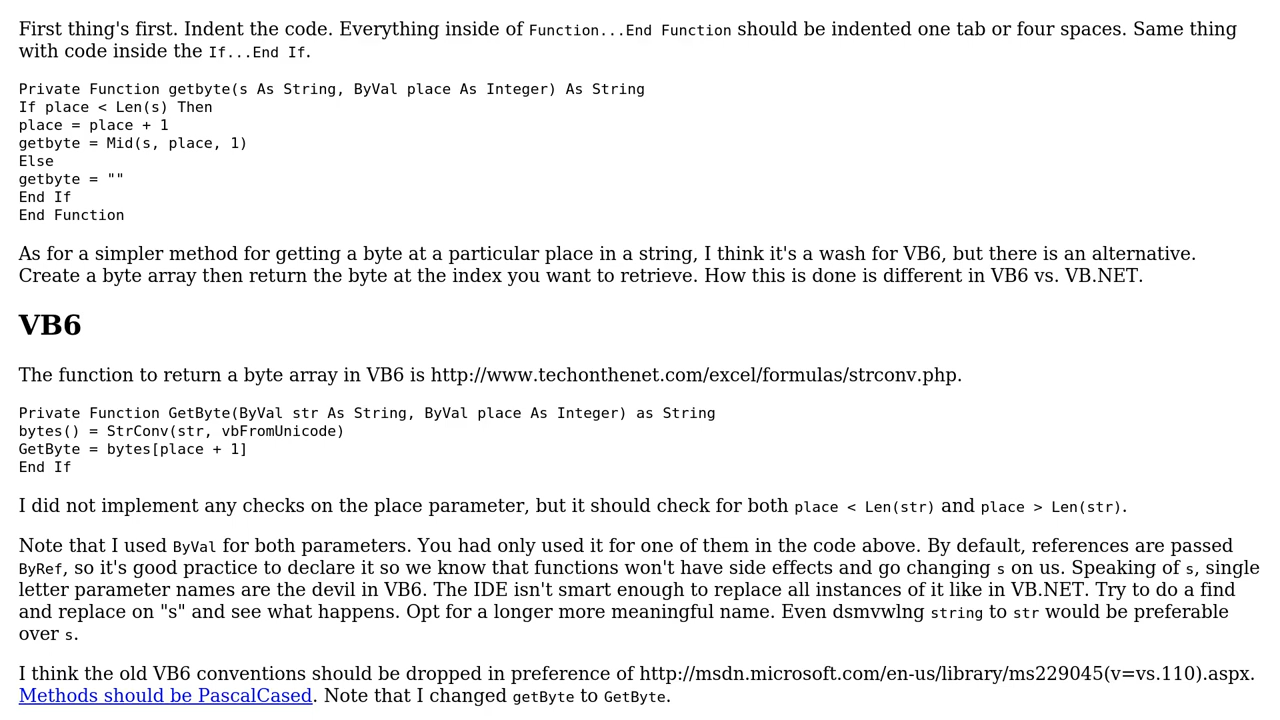 First thing's first. Indent the code. Everything inside of Function...End Function should be indented one tab or four spaces. Same thing
with code inside the If...End If.
Private Function getbyte(s As String, ByVal place As Integer) As String
If place < Len(s) Then
place = place + 1
getbyte = Mid(s, place, 1)
Else
getbyte = ""
End If
End Function
As for a simpler method for getting a byte at a particular place in a string, I think it's a wash for VB6, but there is an alternative.
Create a byte array then return the byte at the index you want to retrieve. How this is done is different in VB6 vs. VB.NET.
VB6
The function to return a byte array in VB6 is http://www.techonthenet.com/excel/formulas/strconv.php.
Private Function GetByte(ByVal str As String, ByVal place As Integer) as String
bytes() = StrConv(str, vbFromUnicode)
GetByte = bytes[place + 1]
End If
I did not implement any checks on the place parameter, but it should check for both place < Len(str) and place > Len(str).
Note that I used ByVal for both parameters. You had only used it for one of them in the code above. By default, references are passed
ByRef, so it's good practice to declare it so we know that functions won't have side effects and go changing s on us. Speaking of s, single
letter parameter names are the devil in VB6. The IDE isn't smart enough to replace all instances of it like in VB.NET. Try to do a find
and replace on "s" and see what happens. Opt for a longer more meaningful name. Even dsmvwlng string to str would be preferable
over s.
I think the old VB6 conventions should be dropped in preference of http://msdn.microsoft.com/en-us/library/ms229045(v=vs.110).aspx.
Methods should be PascalCased. Note that I changed getByte to GetByte.